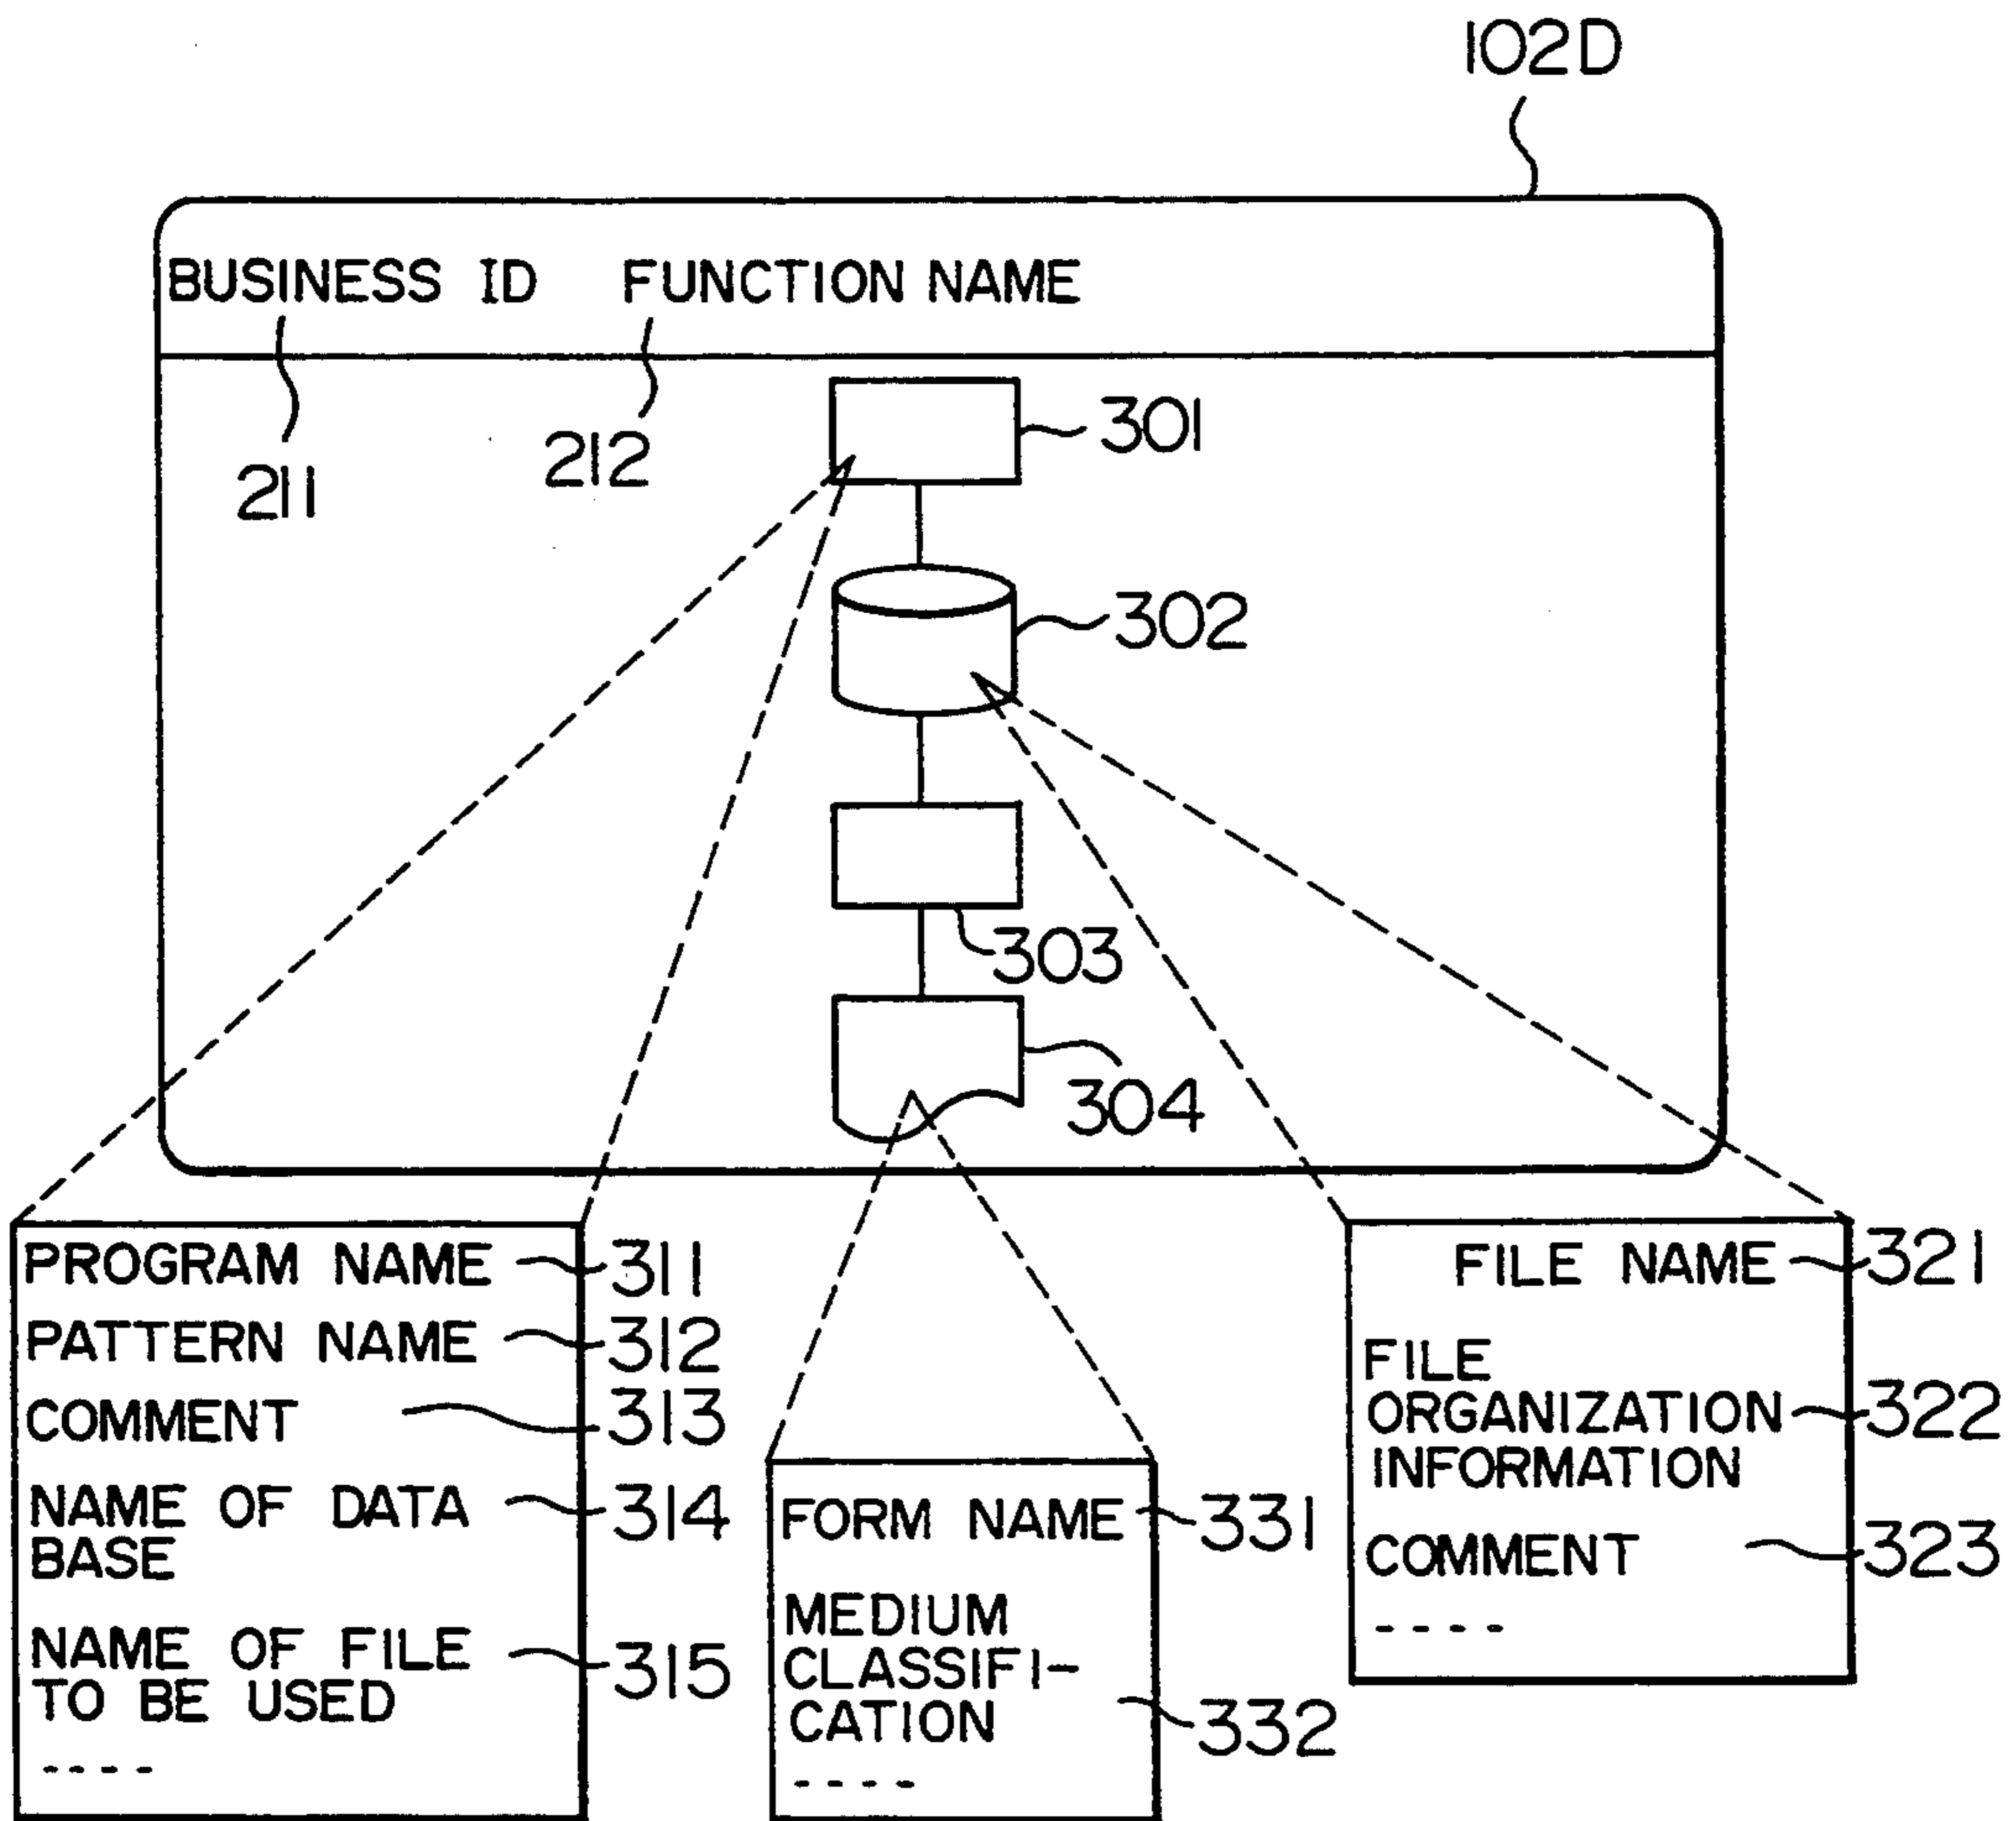 102D
BUSINESS ID FUNCTION NAME
211
212
301
302
303
304
PROGRAM NAME 311
PATTERN NAME 312
COMMENT 313
NAME OF DATA 314
BASE
NAME OF FILE 315
TO BE USED
- - - -
FORM NAME 331
MEDIUM
CLASSIFI-
CATION 332
- - - -
FILE NAME 321
FILE
ORGANIZATION 322
INFORMATION
COMMENT 323
- - - -